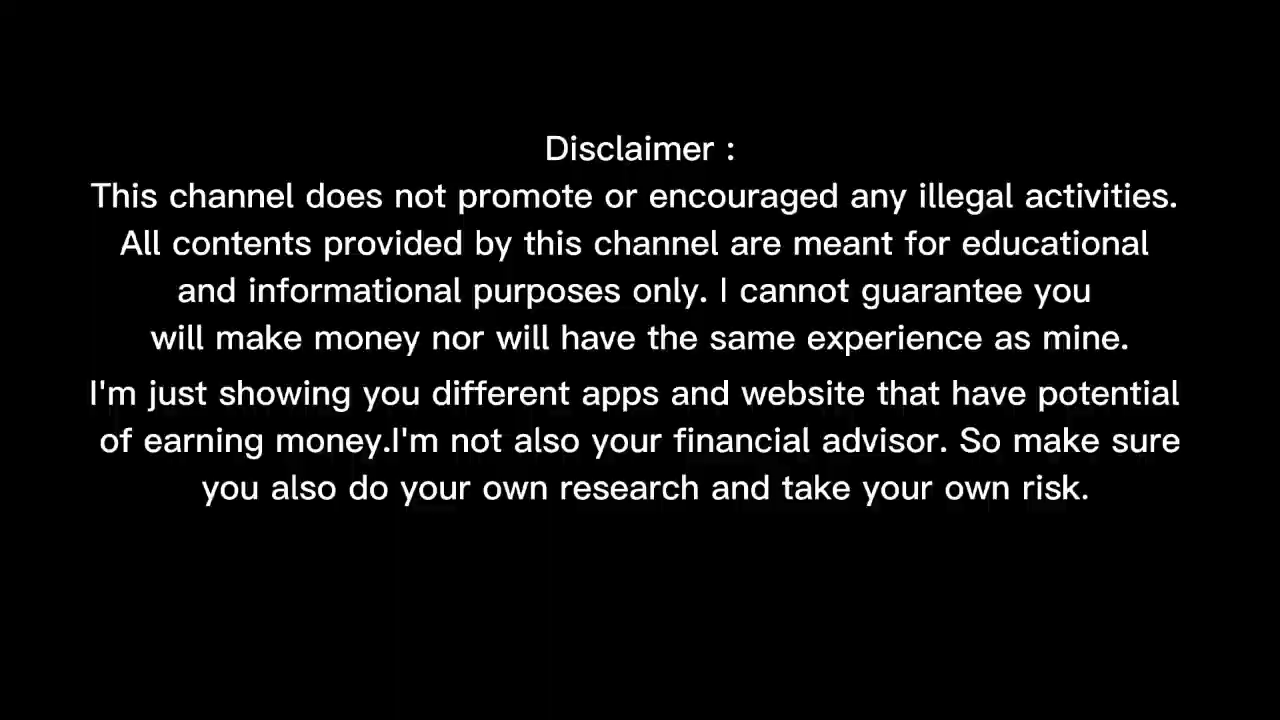 Disclaimer :
This channel does not promote or encouraged any illegal activities.
All contents provided by this channel are meant for educational
and informational purposes only. I cannot guarantee you
will make money nor will have the same experience as mine.
I'm just showing you different apps and website that have potential
of earning money.I'm not also your financial advisor. So make sure
you also do your own research and take your own risk.